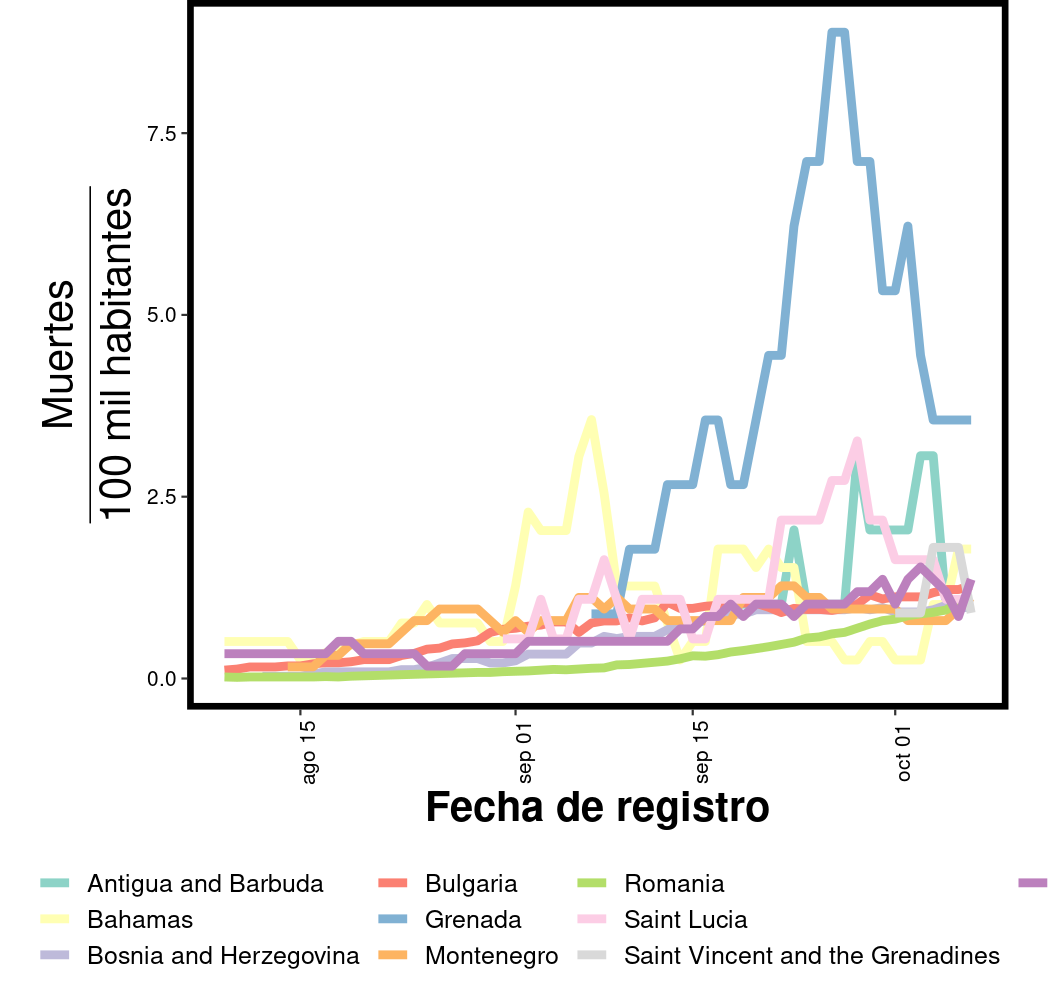 7.5
5.0
2.5
0.0
Muertes
100 mil habitantes
ago 15
sep 01
sep 15
oct 01
Fecha de registro
Antigua and Barbuda
Bahamas
Bosnia and Herzegovina
Bulgaria
Grenada
Montenegro
Romania
Saint Lucia
Saint Vincent and the Grenadines